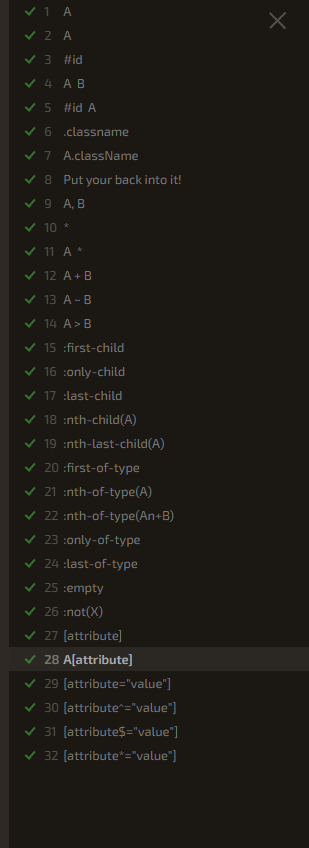 1 A
2 A
3 #id
4 A B
5 #id A
6 .classname
7 A.className
8 Put your back into it!
9 A, B
10 *
11 A *
12 A + B
13 A ~ B
14 A > B
15 :first-child
16 :only-child
17 :last-child
18 :nth-child(A)
19 :nth-last-child(A)
20 :first-of-type
21 :nth-of-type(A)
22 :nth-of-type(An+B)
23 :only-of-type
24 :last-of-type
25 :empty
26 :not(X)
27 [attribute]
28 A[attribute]
29 [attribute="value"]
30 [attribute^="value"]
31 [attribute$="value"]
32 [attribute*="value"]